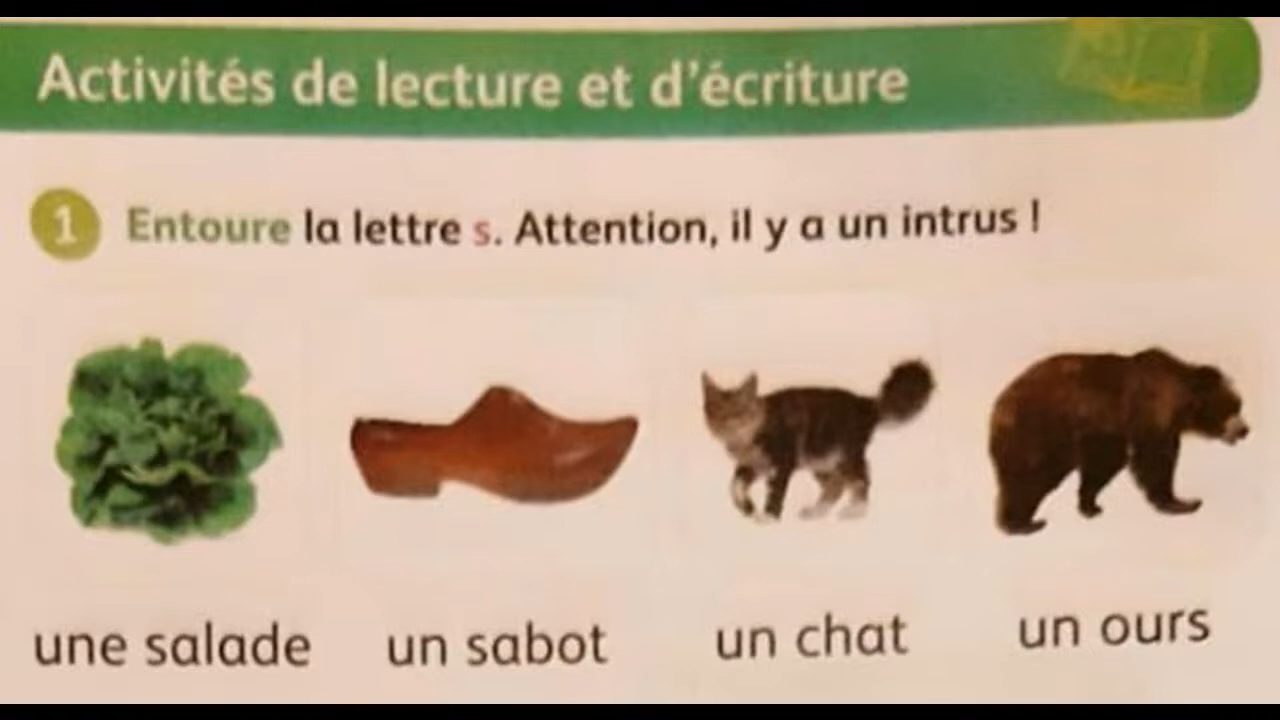 Activités de lecture et d'écriture
1 Entoure la lettre s. Attention, il y a un intrus !
une salade un sabot un chat un ours